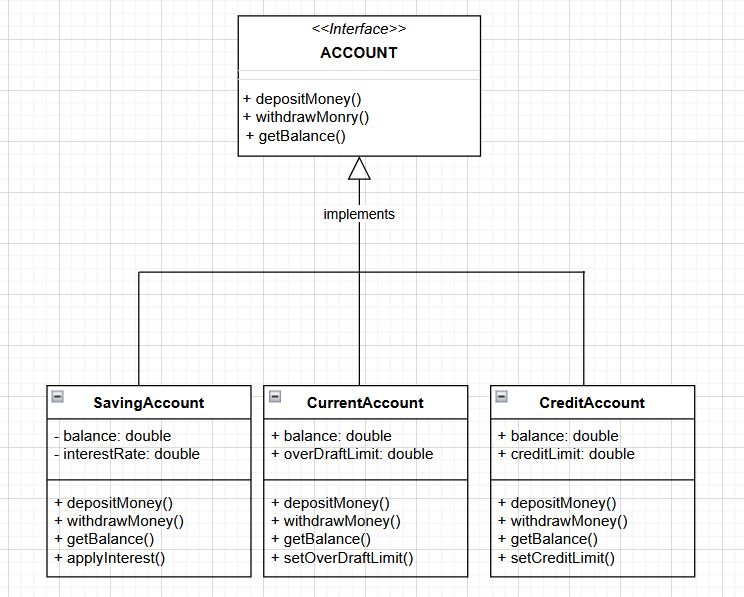 <<Interface>>
ACCOUNT
+ depositMoney()
+ withdrawMonry()
+ getBalance()
implements
SavingAccount
- balance: double
- interestRate: double
+ depositMoney()
+ withdrawMoney()
+ getBalance()
+ applyInterest()
CurrentAccount
+ balance: double
+ overDraftLimit: double
+ depositMoney()
+ withdrawMoney()
+ getBalance()
+ setOverDraftLimit()
CreditAccount
+ balance: double
+ creditLimit: double
+ depositMoney()
+ withdrawMoney()
+ getBalance()
+ setCreditLimit()